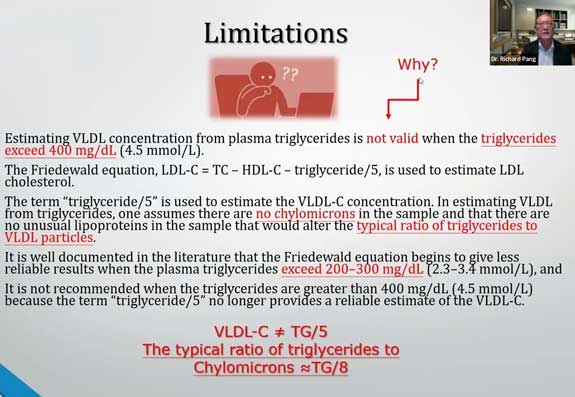 Limitations
Dr. Richard Pang
??
Why?
Estimating VLDL concentration from plasma triglycerides is not valid when the triglycerides
exceed 400 mg/dL (4.5 mmol/L).
The Friedewald equation, LDL-C = TC – HDL-C – triglyceride/5, is used to estimate LDL
cholesterol.
The term “triglyceride/5” is used to estimate the VLDL-C concentration. In estimating VLDL
from triglycerides, one assumes there are no chylomicrons in the sample and that there are
no unusual lipoproteins in the sample that would alter the typical ratio of triglycerides to
VLDL particles.
It is well documented in the literature that the Friedewald equation begins to give less
reliable results when the plasma triglycerides exceed 200–300 mg/dL (2.3–3.4 mmol/L), and
It is not recommended when the triglycerides are greater than 400 mg/dL (4.5 mmol/L)
because the term “triglyceride/5” no longer provides a reliable estimate of the VLDL-C.
VLDL-C ≠ TG/5
The typical ratio of triglycerides to
Chylomicrons ≈TG/8